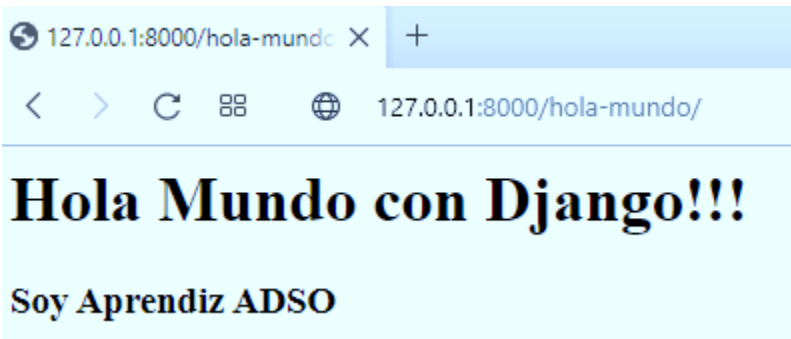 127.0.0.1:8000/hola-mundo
127.0.0.1:8000/hola-mundo/
Hola Mundo con Django!!!
Soy Aprendiz ADSO